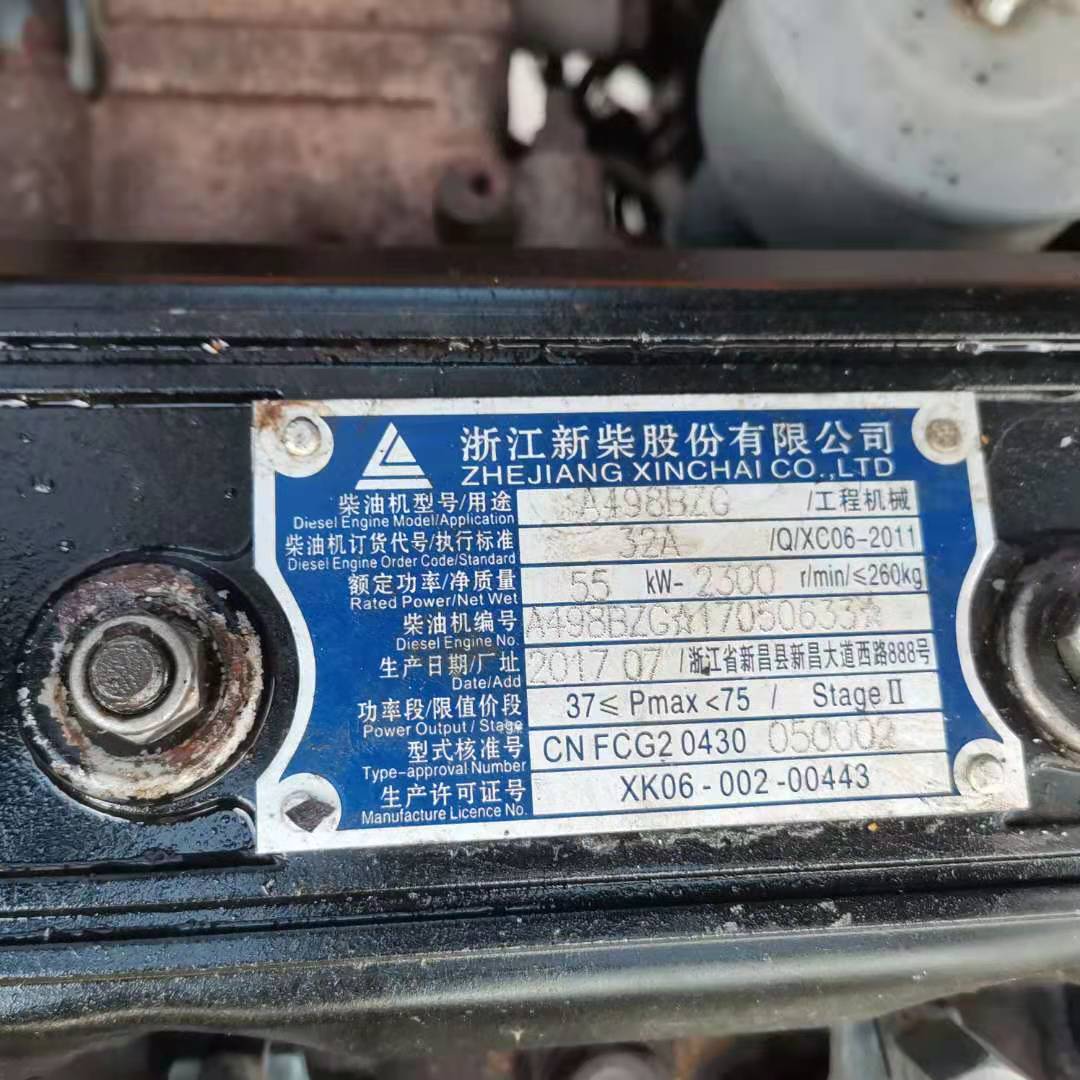 浙江新柴股份有限公司
ZHEJIANG XINCHAI CO.,LTD
柴油机型号/用途 A498BZG /工程机械
Diesel Engine Model/Application
柴油机订货代号/执行标准 32A /Q/XC06-2011
Diesel Engine Order Code/Standard
额定功率/净质量 55 kW- 2300 r/min/≤260kg
Rated Power/Net Wet
柴油机编号 A498BZG☆17050633☆
Diesel Engine No.
生产日期/厂址 2017 07 /浙江省新昌县新昌大道西路888号
Date/Add
功率段/限值价段 37≤ Pmax <75 / Stage Ⅱ
Power Output / Stage
型式核准号 CN FCG2 0430 050002
Type-approval Number
生产许可证号 XK06-002-00443
Manufacture Licence No.